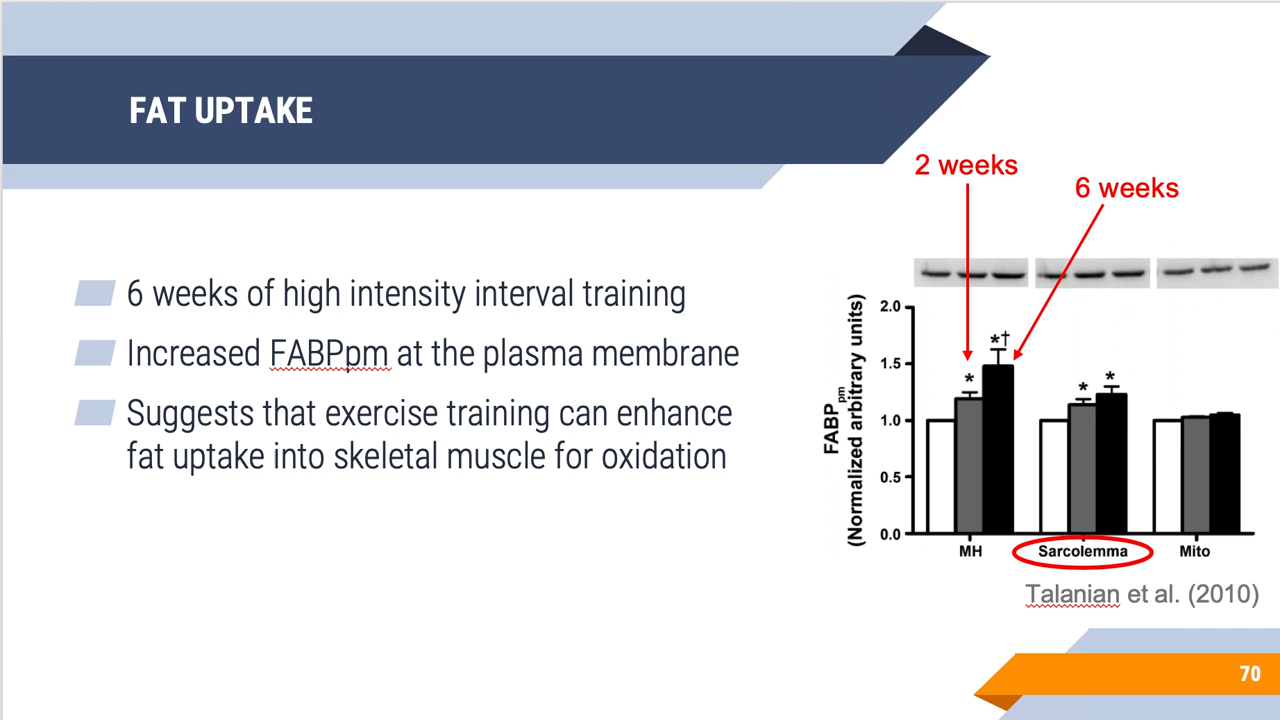 FAT UPTAKE
2 weeks
6 weeks
6 weeks of high intensity interval training
Increased FABPpm at the plasma membrane
Suggests that exercise training can enhance
fat uptake into skeletal muscle for oxidation
FABPpm
(Normalized arbitrary units)
2.0
1.5
1.0
0.5
0.0
*
*†
*
*
MH
Sarcolemma
Mito
Talanian et al. (2010)
70